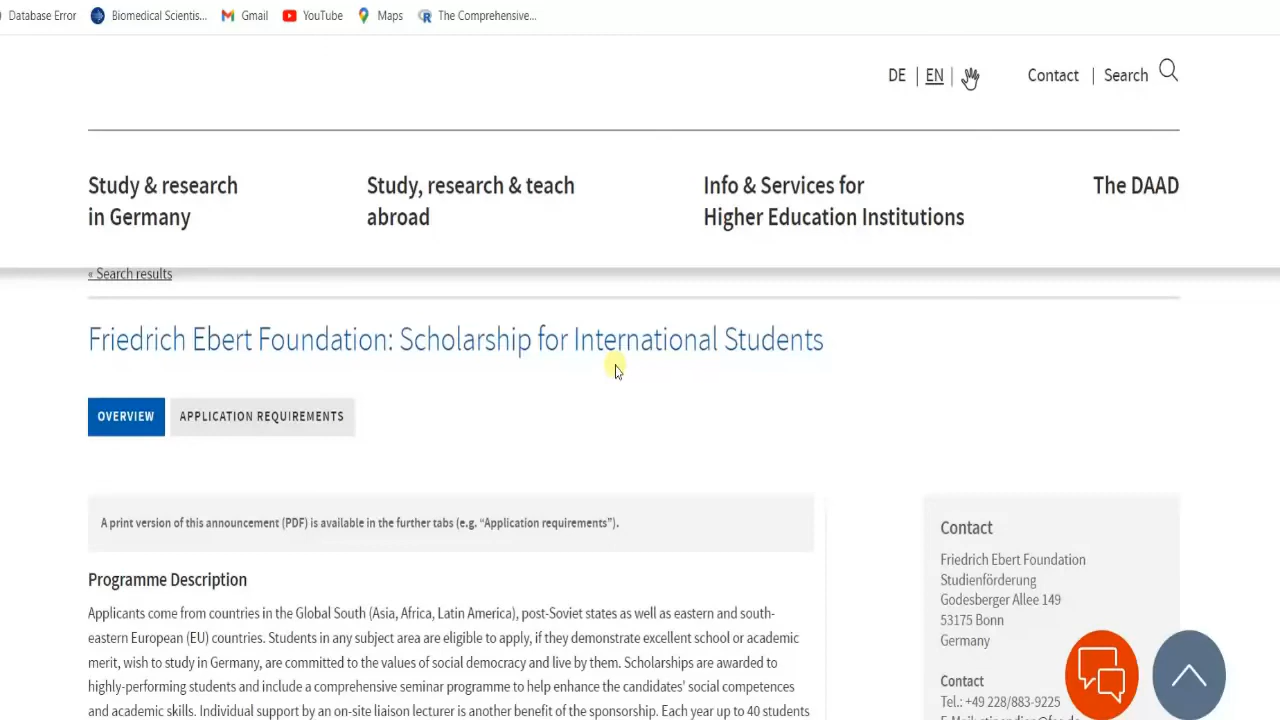 Database Error Biomedical Scientis... Gmail YouTube Maps The Comprehensive...
DE | EN | Contact | Search
Study & research
in Germany
Study, research & teach
abroad
Info & Services for
Higher Education Institutions
The DAAD
« Search results
Friedrich Ebert Foundation: Scholarship for International Students
OVERVIEW APPLICATION REQUIREMENTS
A print version of this announcement (PDF) is available in the further tabs (e.g. “Application requirements”).
Programme Description
Applicants come from countries in the Global South (Asia, Africa, Latin America), post-Soviet states as well as eastern and south-
eastern European (EU) countries. Students in any subject area are eligible to apply, if they demonstrate excellent school or academic
merit, wish to study in Germany, are committed to the values of social democracy and live by them. Scholarships are awarded to
highly-performing students and include a comprehensive seminar programme to help enhance the candidates' social competences
and academic skills. Individual support by an on-site liaison lecturer is another benefit of the sponsorship. Each year up to 40 students
Contact
Friedrich Ebert Foundation
Studienförderung
Godesberger Allee 149
53175 Bonn
Germany
Contact
Tel.: +49 228/883-9225